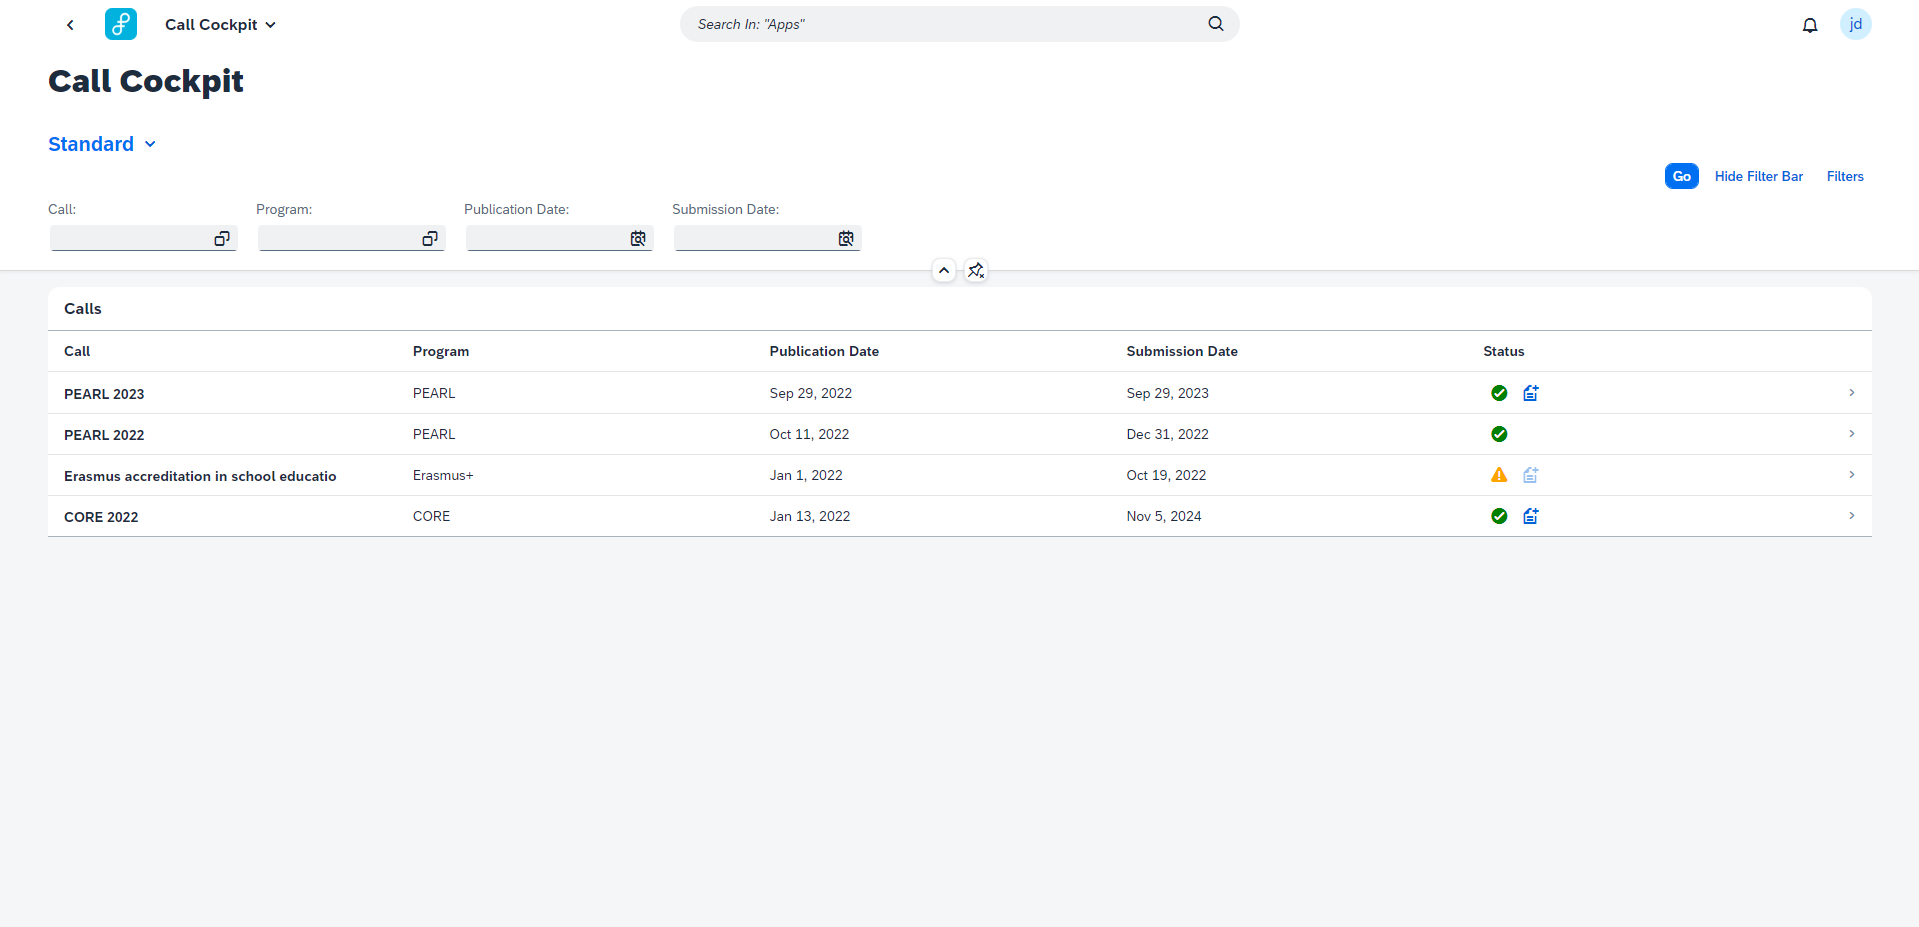 Call Cockpit
Search In: "Apps"
jd
Call Cockpit
Standard
Go Hide Filter Bar Filters
Call: Program: Publication Date: Submission Date:
Calls
Call Program Publication Date Submission Date Status
PEARL 2023 PEARL Sep 29, 2022 Sep 29, 2023
PEARL 2022 PEARL Oct 11, 2022 Dec 31, 2022
Erasmus accreditation in school educatio Erasmus+ Jan 1, 2022 Oct 19, 2022
CORE 2022 CORE Jan 13, 2022 Nov 5, 2024